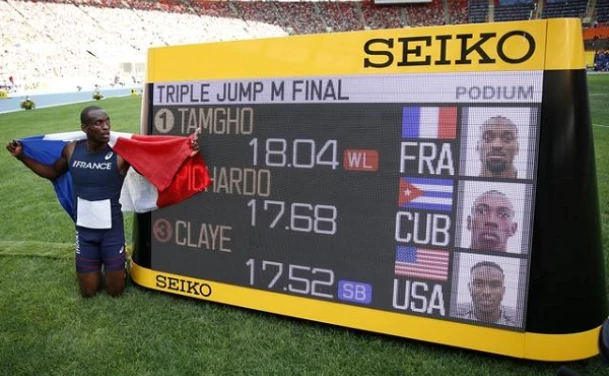 SEIKO
TRIPLE JUMP M FINAL PODIUM
1 TAMGHO
18.04 WL FRA
PICHARDO
17.68 CUB
3 CLAYE
17.52 SB USA
SEIKO
FRANCE